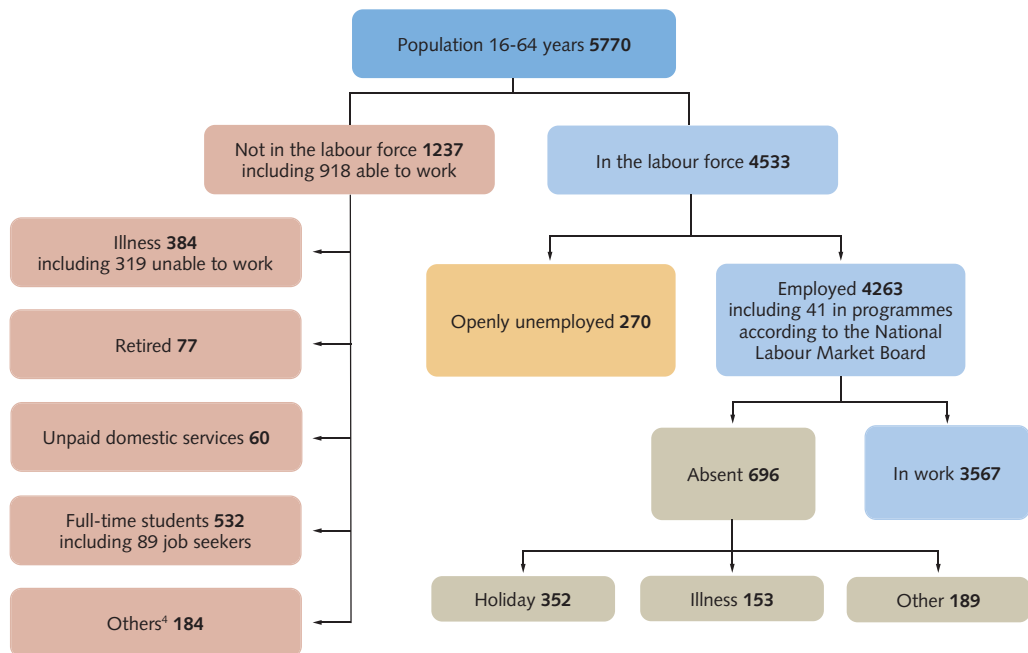 Population 16-64 years 5770
Not in the labour force 1237
including 918 able to work
In the labour force 4533
Illness 384
including 319 unable to work
Retired 77
Unpaid domestic services 60
Full-time students 532
including 89 job seekers
Others⁴ 184
Openly unemployed 270
Employed 4263
including 41 in programmes
according to the National
Labour Market Board
Absent 696
In work 3567
Holiday 352
Illness 153
Other 189